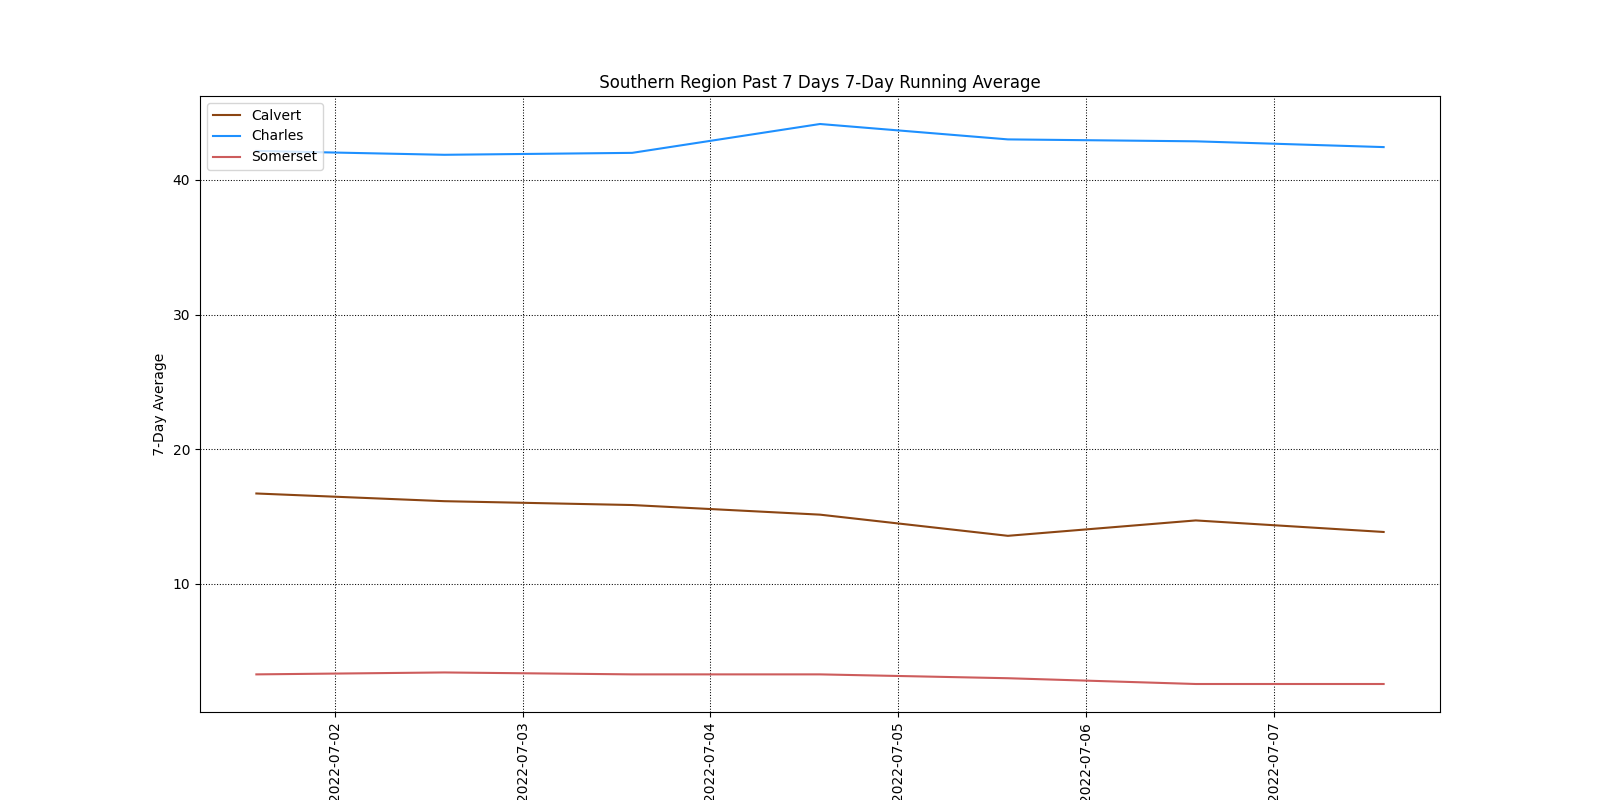 Southern Region Past 7 Days 7-Day Running Average
Calvert
Charles
Somerset
7-Day Average
40
30
20
10
2022-07-02
2022-07-03
2022-07-04
2022-07-05
2022-07-06
2022-07-07